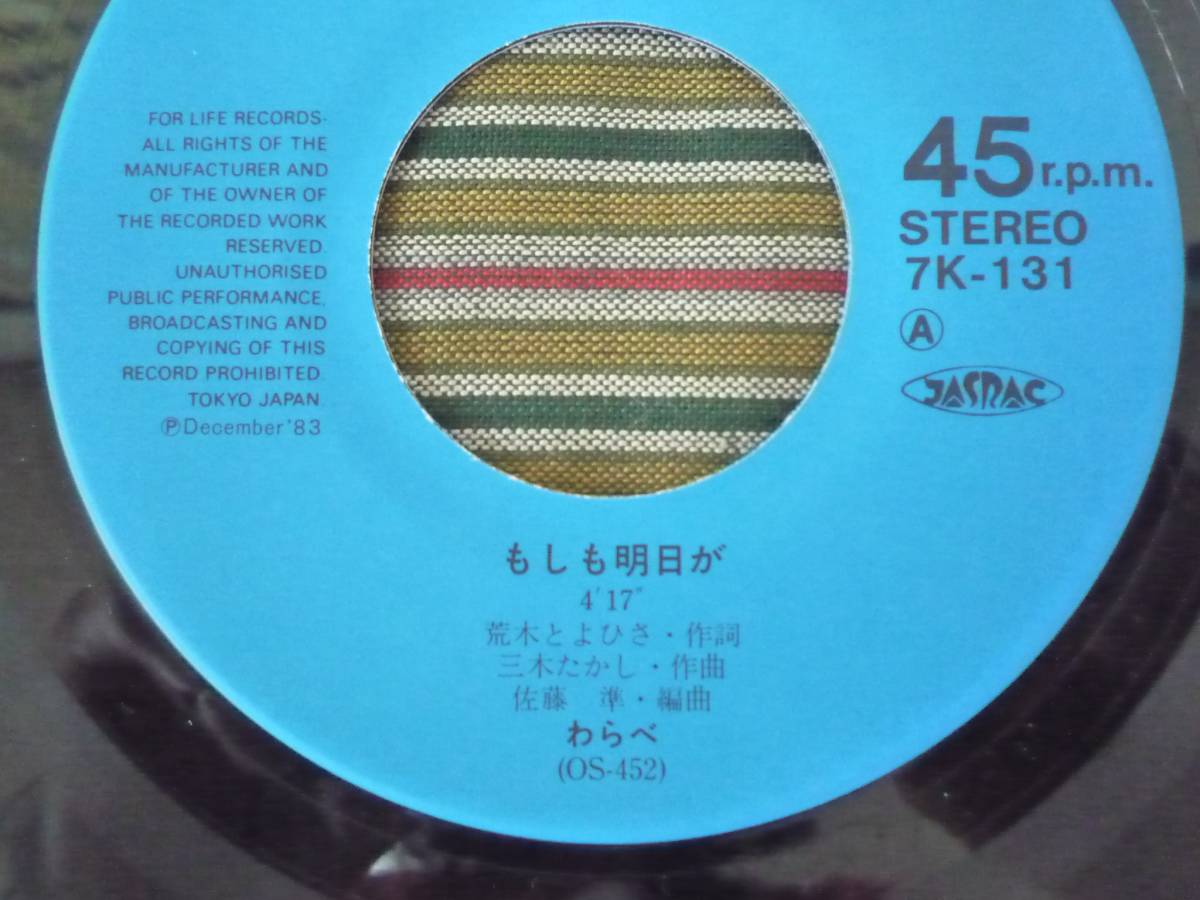 FOR LIFE RECORDS·
ALL RIGHTS OF THE
MANUFACTURER AND
OF THE OWNER OF
THE RECORDED WORK
RESERVED.
UNAUTHORISED
PUBLIC PERFORMANCE,
BROADCASTING AND
COPYING OF THIS
RECORD PROHIBITED.
TOKYO JAPAN.
ⓅDecember '83
45r.p.m.
STEREO
7K-131
Ⓐ
JASRAC
もしも明日が
4'17"
荒木とよひさ・作詞
三木たかし・作曲
佐藤　準・編曲
わらべ
(OS-452)